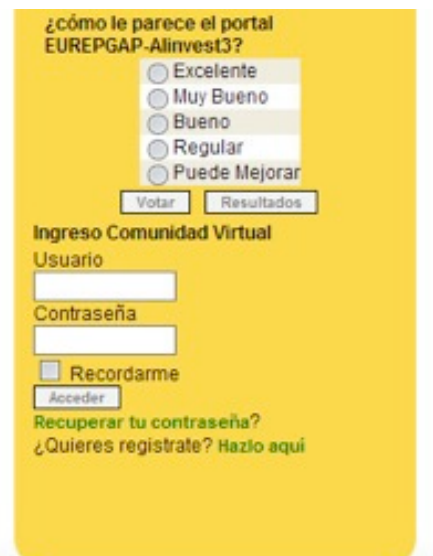 ¿cómo le parece el portal
EUREPGAP-Alinvest3?
Excelente
Muy Bueno
Bueno
Regular
Puede Mejorar
Votar Resultados
Ingreso Comunidad Virtual
Usuario
Contraseña
Recordarme
Acceder
Recuperar tu contraseña?
¿Quieres registrate? Hazlo aquí